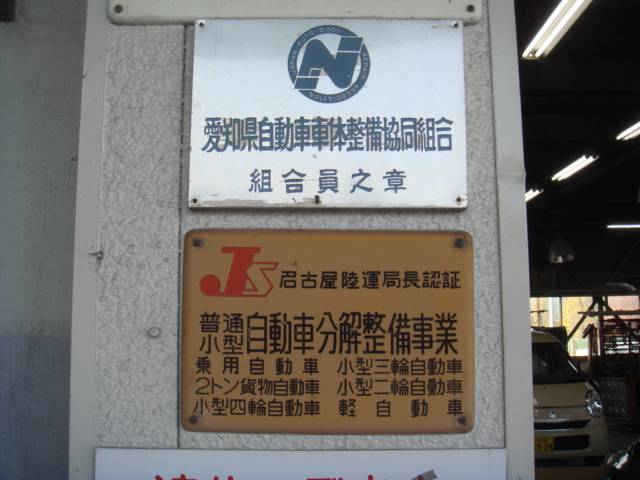 JAPAN AUTO BODY REPAIR ASSOCIATION
N
愛知県自動車車体整備協同組合
組合員之章
JS 名古屋陸運局長認証
普通
小型 自動車分解整備事業
乗用自動車 小型三輪自動車
2トン貨物自動車 小型二輪自動車
小型四輪自動車 軽自動車